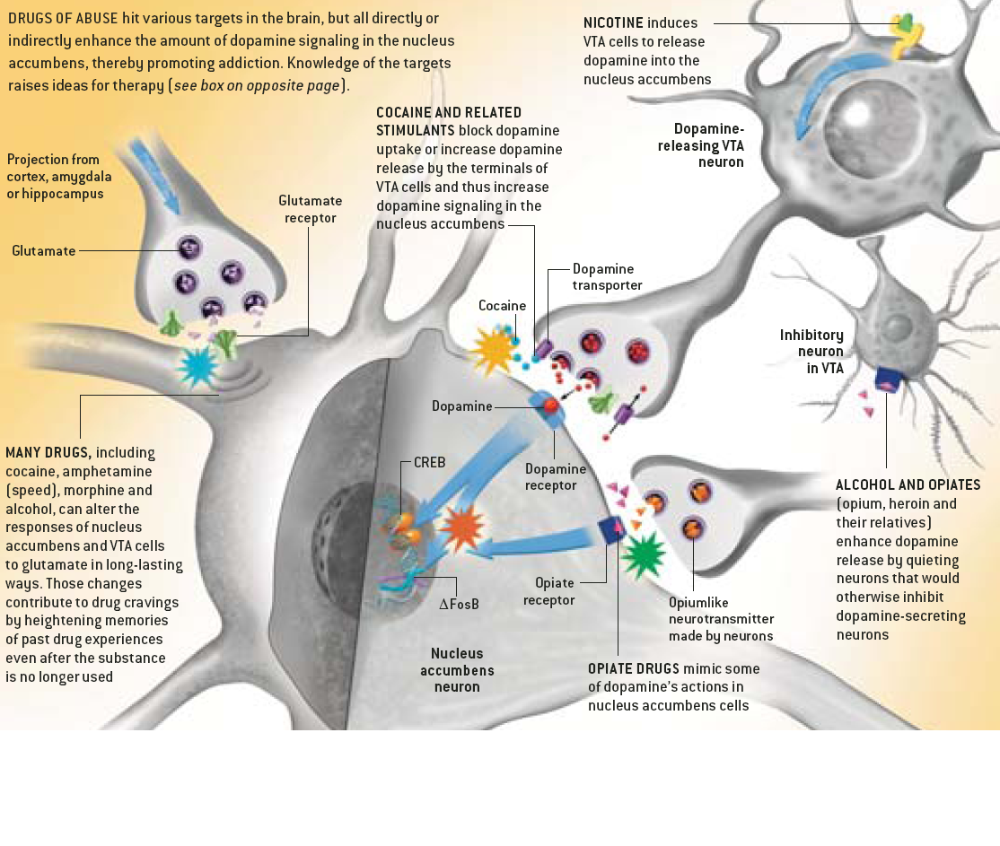 DRUGS OF ABUSE hit various targets in the brain, but all directly or
indirectly enhance the amount of dopamine signaling in the nucleus
accumbens, thereby promoting addiction. Knowledge of the targets
raises ideas for therapy (see box on opposite page).
NICOTINE induces
VTA cells to release
dopamine into the
nucleus accumbens
COCAINE AND RELATED
STIMULANTS block dopamine
uptake or increase dopamine
release by the terminals of
VTA cells and thus increase
dopamine signaling in the
nucleus accumbens
Dopamine-
releasing VTA
neuron
Projection from
cortex, amygdala
or hippocampus
Glutamate
receptor
Glutamate
Dopamine
transporter
Cocaine
Inhibitory
neuron
in VTA
Dopamine
CREB
Dopamine
receptor
MANY DRUGS, including
cocaine, amphetamine
(speed), morphine and
alcohol, can alter the
responses of nucleus
accumbens and VTA cells
to glutamate in long-lasting
ways. Those changes
contribute to drug cravings
by heightening memories
of past drug experiences
even after the substance
is no longer used
ALCOHOL AND OPIATES
(opium, heroin and
their relatives)
enhance dopamine
release by quieting
neurons that would
otherwise inhibit
dopamine-secreting
neurons
Opiate
receptor
ΔFosB
Opiumlike
neurotransmitter
made by neurons
Nucleus
accumbens
neuron
OPIATE DRUGS mimic some
of dopamine's actions in
nucleus accumbens cells